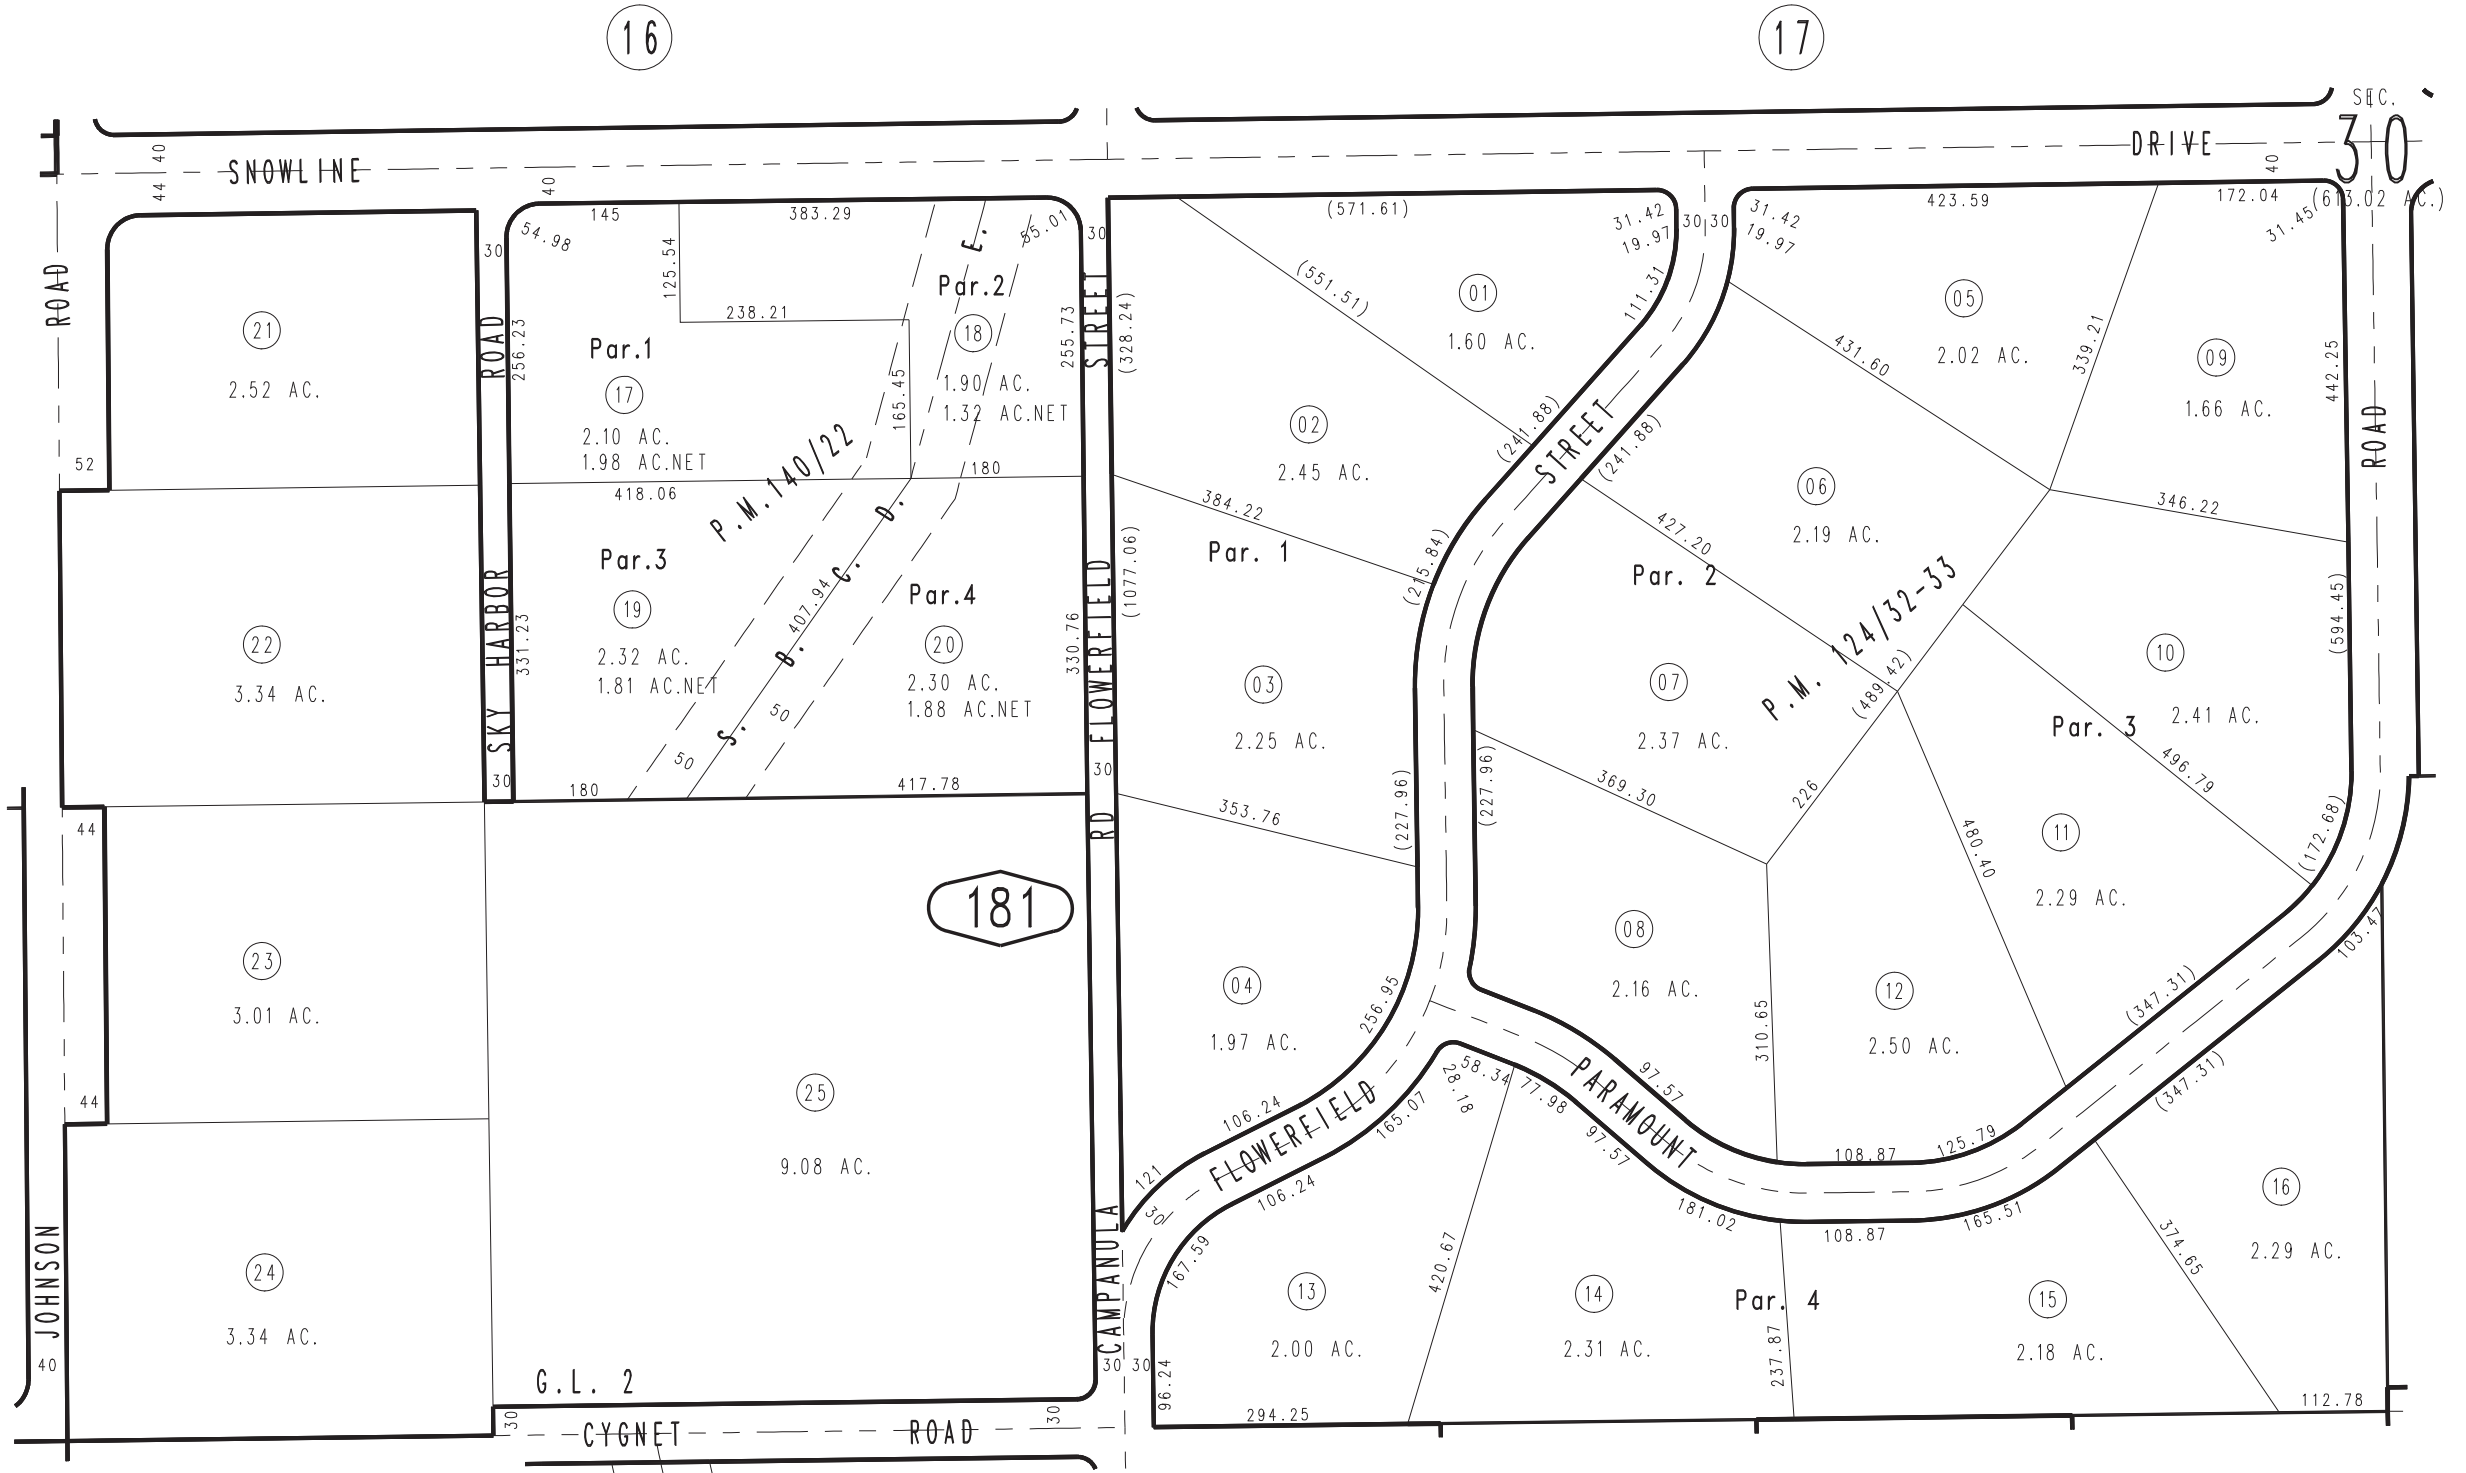 16
17
SEC.
30
(613.02 AC.)
SNOWLINE
DRIVE
40
44
40
40
145
383.29
54.98
55.01
30
30
(571.61)
31.42
19.97
30
30
31.42
19.97
423.59
172.04
31.45
ROAD
21
2.52 AC.
52
ROAD
256.23
125.54
238.21
165.45
Par.1
17
2.10 AC.
1.98 AC.NET
E.
Par.2
18
1.90 AC.
1.32 AC.NET
255.73
STREET
(328.24)
(551.51)
01
1.60 AC.
111.31
(241.88)
02
2.45 AC.
STREET
(241.88)
431.60
05
2.02 AC.
339.21
09
1.66 AC.
442.25
ROAD
418.06
180
P.M.140/22
384.22
Par. 1
(215.84)
427.20
06
2.19 AC.
Par. 2
346.22
22
3.34 AC.
SKY HARBOR
331.23
Par.3
19
2.32 AC.
1.81 AC.NET
S. B. C. D.
407.94
50
50
Par.4
20
2.30 AC.
1.88 AC.NET
330.76
RD FLOWERFIELD
(1077.06)
30
30
180
417.78
03
2.25 AC.
(227.96)
(227.96)
353.76
07
2.37 AC.
369.30
P.M. 124/32-33
(489.42)
226
10
2.41 AC.
Par. 3
496.79
(594.45)
(172.68)
44
23
3.01 AC.
44
181
04
1.97 AC.
256.95
08
2.16 AC.
310.65
12
2.50 AC.
480.40
11
2.29 AC.
(347.31)
(347.31)
103.47
25
9.08 AC.
106.24
FLOWERFIELD
165.07
58.34
28.18
77.98
97.57
PARAMOUNT
97.57
181.02
108.87
108.87
125.79
165.51
121
30
106.24
167.59
JOHNSON
40
24
3.34 AC.
CAMPANULA
30
30
96.24
13
2.00 AC.
420.67
14
2.31 AC.
Par. 4
237.87
15
2.18 AC.
374.65
16
2.29 AC.
G.L. 2
30
30
CYGNET ROAD
294.25
112.78